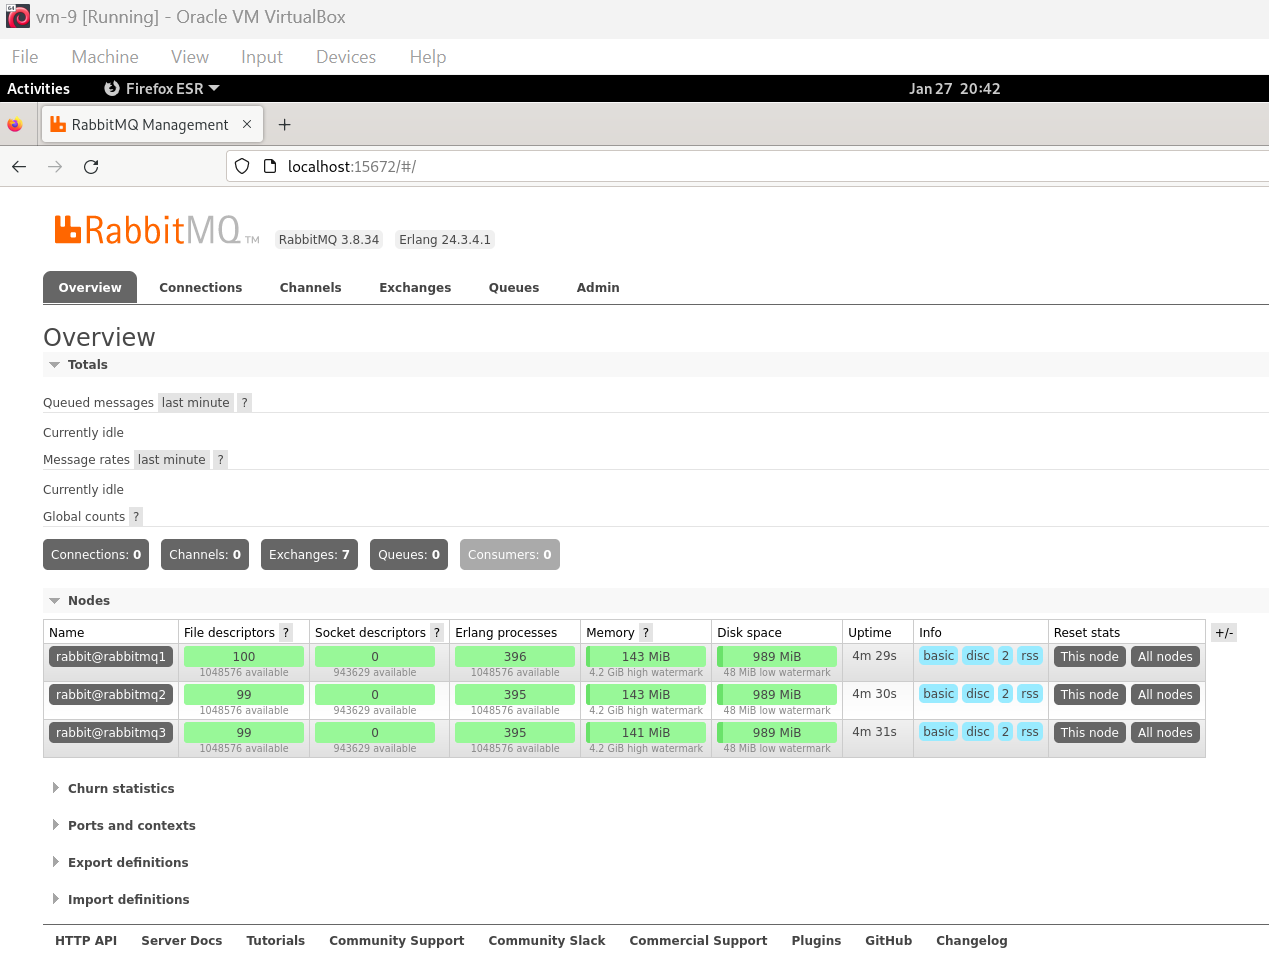 vm-9 [Running] - Oracle VM VirtualBox
File Machine View Input Devices Help
Activities Firefox ESR Jan 27 20:42
RabbitMQ Management × +
localhost:15672/#/
RabbitMQ TM RabbitMQ 3.8.34 Erlang 24.3.4.1
Overview Connections Channels Exchanges Queues Admin
Overview
Totals
Queued messages last minute ?
Currently idle
Message rates last minute ?
Currently idle
Global counts ?
Connections: 0 Channels: 0 Exchanges: 7 Queues: 0 Consumers: 0
Nodes
Name File descriptors ? Socket descriptors ? Erlang processes Memory ? Disk space Uptime Info Reset stats +/-
rabbit@rabbitmq1 100 0 396 143 MiB 989 MiB 4m 29s basic disc 2 rss This node All nodes
1048576 available 943629 available 1048576 available 4.2 GiB high watermark 48 MiB low watermark
rabbit@rabbitmq2 99 0 395 143 MiB 989 MiB 4m 30s basic disc 2 rss This node All nodes
1048576 available 943629 available 1048576 available 4.2 GiB high watermark 48 MiB low watermark
rabbit@rabbitmq3 99 0 395 141 MiB 989 MiB 4m 31s basic disc 2 rss This node All nodes
1048576 available 943629 available 1048576 available 4.2 GiB high watermark 48 MiB low watermark
Churn statistics
Ports and contexts
Export definitions
Import definitions
HTTP API Server Docs Tutorials Community Support Community Slack Commercial Support Plugins GitHub Changelog